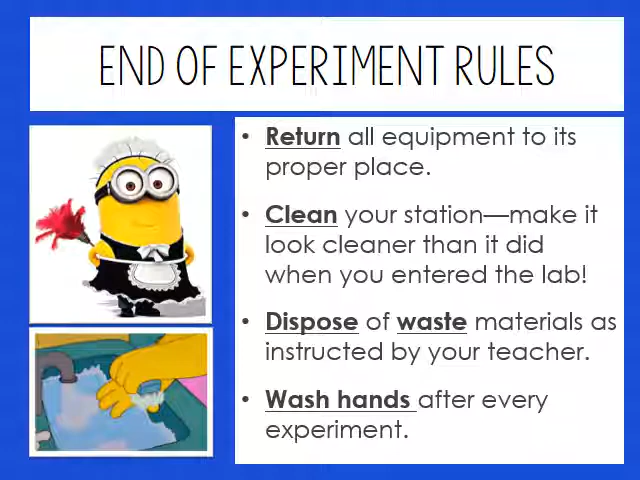 END OF EXPERIMENT RULES
• Return all equipment to its
proper place.
• Clean your station—make it
look cleaner than it did
when you entered the lab!
• Dispose of waste materials as
instructed by your teacher.
• Wash hands after every
experiment.